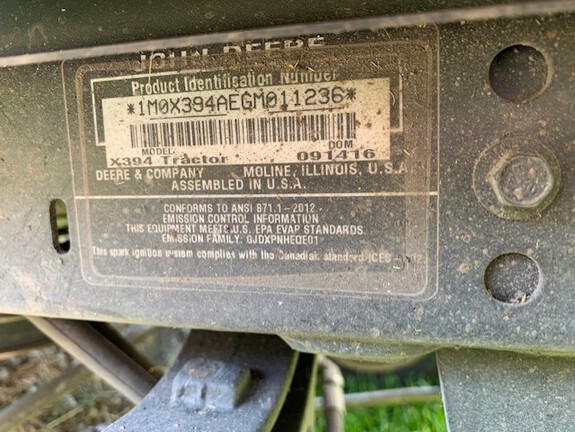 JOHN DEERE
Product Identification Number
*1M0X394AEGM011236*
MODEL DOM
X394 Tractor 091416
DEERE & COMPANY MOLINE, ILLINOIS, U.S.A.
ASSEMBLED IN U.S.A.
CONFORMS TO ANSI B71.1-2012
EMISSION CONTROL INFORMATION
THIS EQUIPMENT MEETS U.S. EPA EVAP STANDARDS
EMISSION FAMILY: GJDXPNHEQE01
This spark ignition system complies with the Canadian standard ICES-002